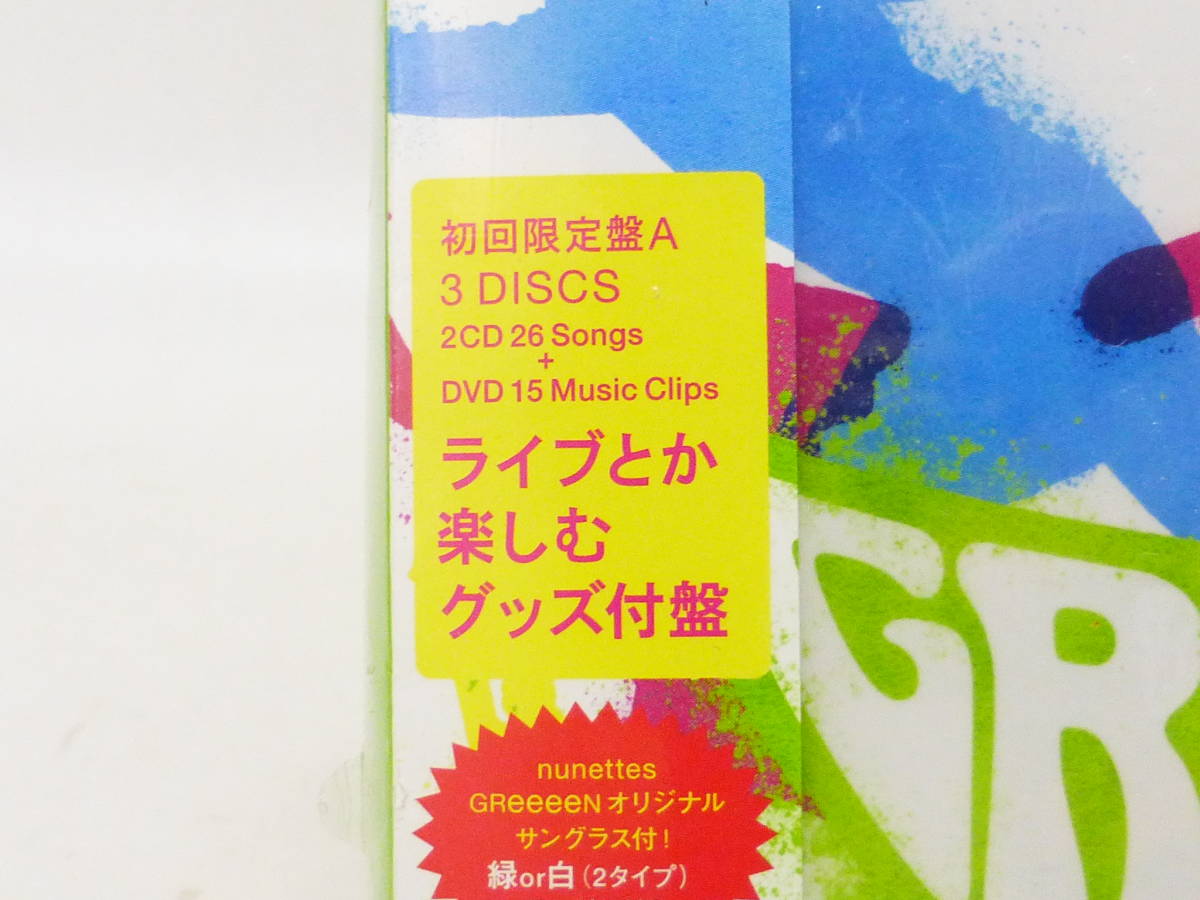 初回限定盤A
3 DISCS
2CD 26 Songs
+
DVD 15 Music Clips
ライブとか
楽しむ
グッズ付盤
nunettes
GReeeeN オリジナル
サングラス付!
緑or白(2タイプ)
GR